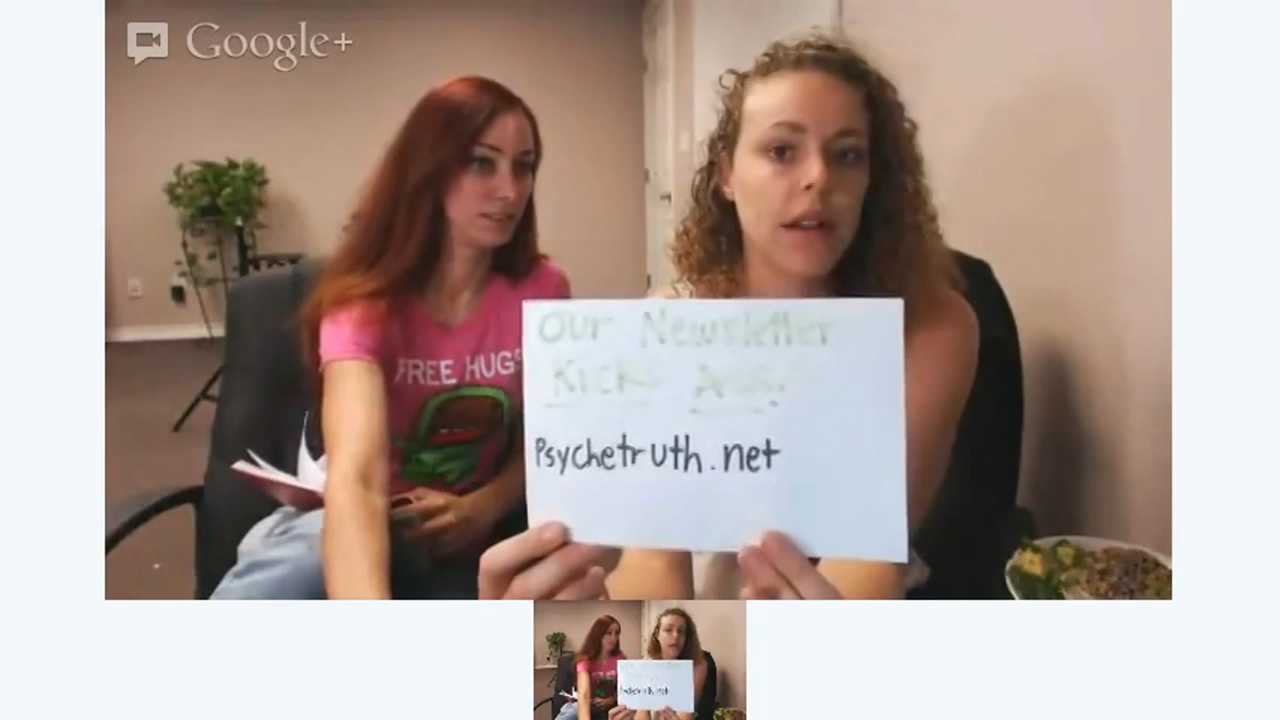 Google+
FREE HUGS
Our Newsletter
Kicks Ass!
Psychetruth.net